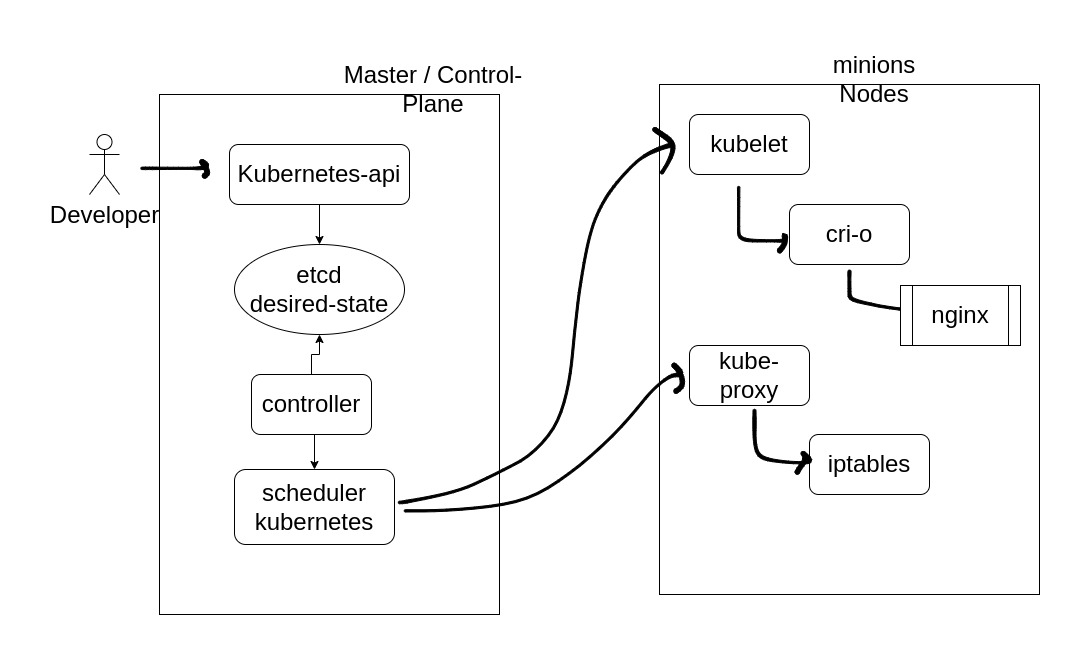 Master / Control-
Plane
minions
Nodes
Developer
Kubernetes-api
etcd
desired-state
controller
scheduler
kubernetes
kubelet
cri-o
nginx
kube-
proxy
iptables